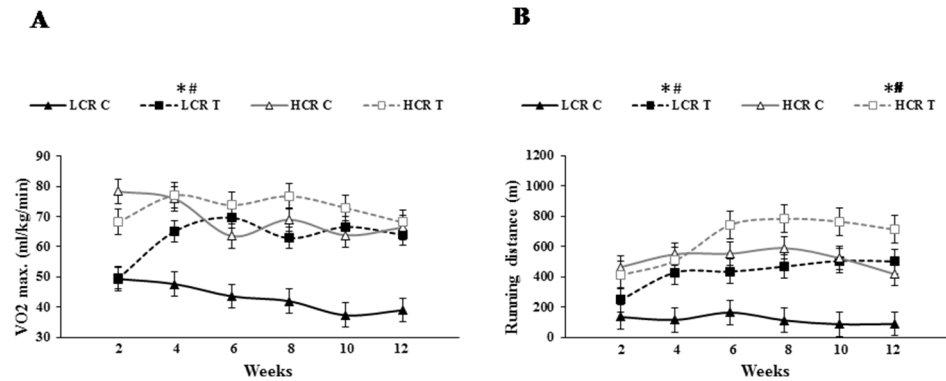 A
B
*# 
LCR C LCR T HCR C HCR T
*# *#
LCR C LCR T HCR C HCR T
VO2 max. (ml/kg/min)
90
80
70
60
50
40
30
2 4 6 8 10 12
Weeks
Running distance (m)
1200
1000
800
600
400
200
0
2 4 6 8 10 12
Weeks